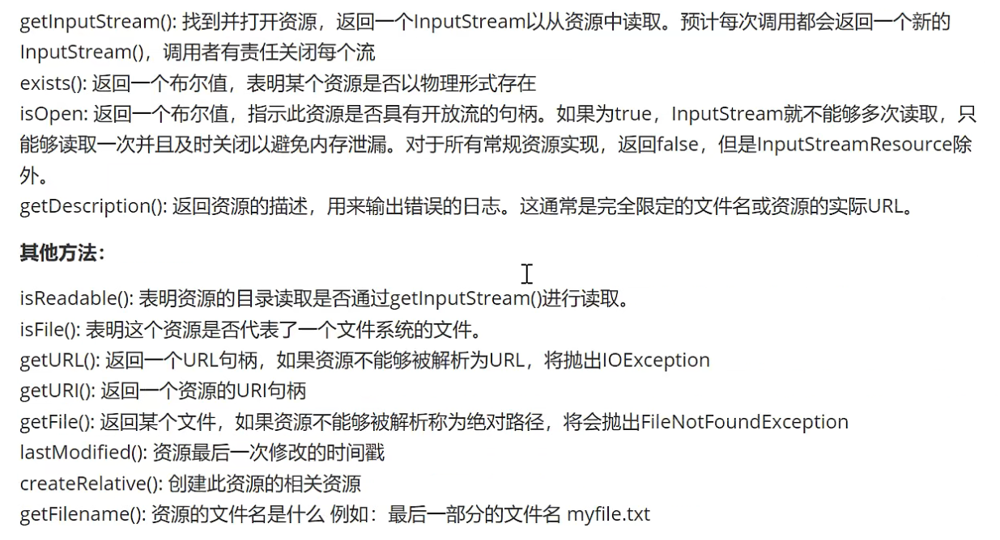 getInputStream(): 找到并打开资源，返回一个InputStream以从资源中读取。预计每次调用都会返回一个新的
InputStream()，调用者有责任关闭每个流
exists(): 返回一个布尔值，表明某个资源是否以物理形式存在
isOpen: 返回一个布尔值，指示此资源是否具有开放流的句柄。如果为true，InputStream就不能够多次读取，只
能够读取一次并且及时关闭以避免内存泄漏。对于所有常规资源实现，返回false，但是InputStreamResource除
外。
getDescription(): 返回资源的描述，用来输出错误的日志。这通常是完全限定的文件名或资源的实际URL。
其他方法：
isReadable(): 表明资源的目录读取是否通过getInputStream()进行读取。
isFile(): 表明这个资源是否代表了一个文件系统的文件。
getURL(): 返回一个URL句柄，如果资源不能够被解析为URL，将抛出IOException
getURI(): 返回一个资源的URI句柄
getFile(): 返回某个文件，如果资源不能够被解析称为绝对路径，将会抛出FileNotFoundException
lastModified(): 资源最后一次修改的时间戳
createRelative(): 创建此资源的相关资源
getFilename(): 资源的文件名是什么 例如：最后一部分的文件名 myfile.txt